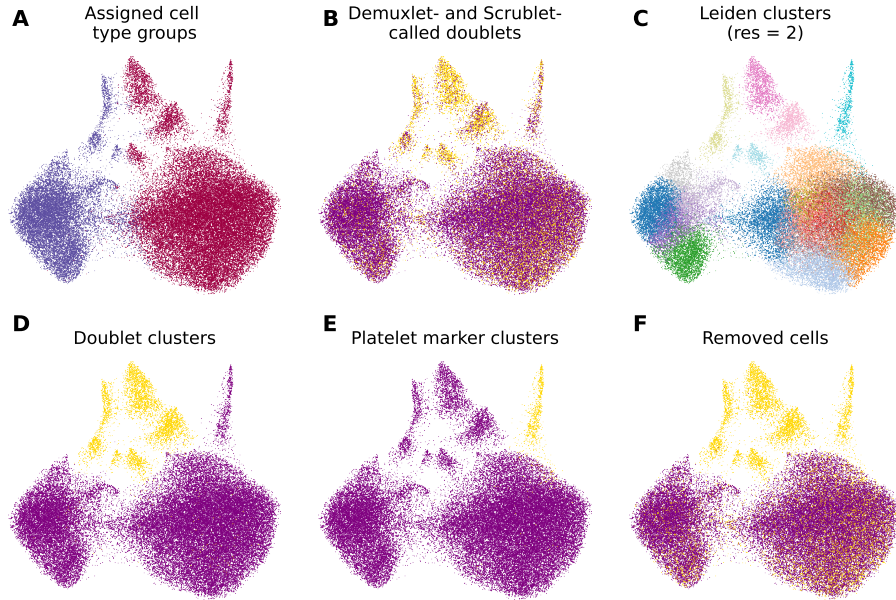 A
Assigned cell
type groups
B
Demuxlet- and Scrublet-
called doublets
C
Leiden clusters
(res = 2)
D
Doublet clusters
E
Platelet marker clusters
F
Removed cells